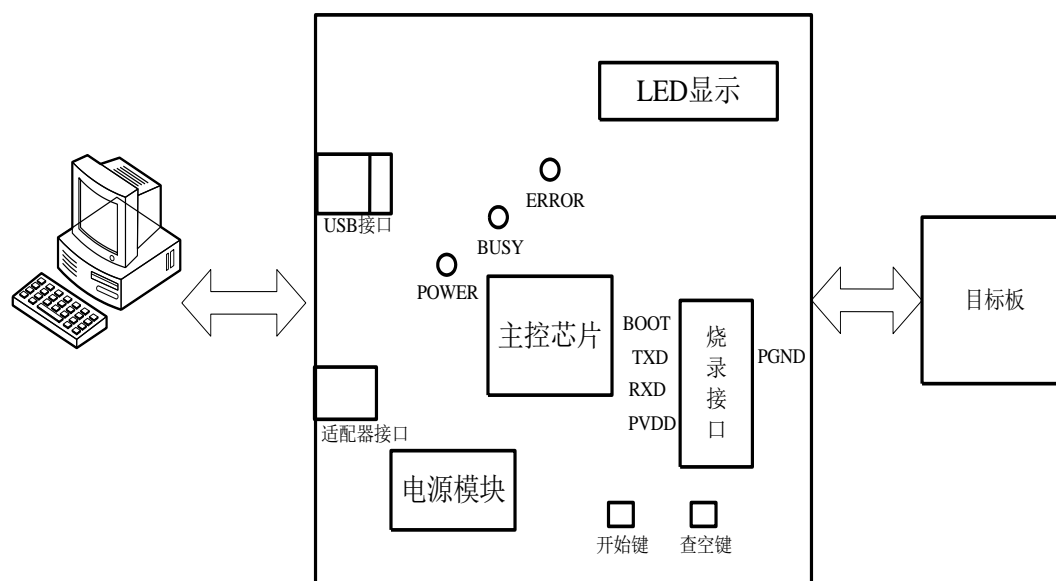 LED显示
ERROR
USB接口
BUSY
POWER
主控芯片
BOOT
TXD
RXD
PVDD
烧录接口
PGND
目标板
适配器接口
电源模块
开始键
查空键